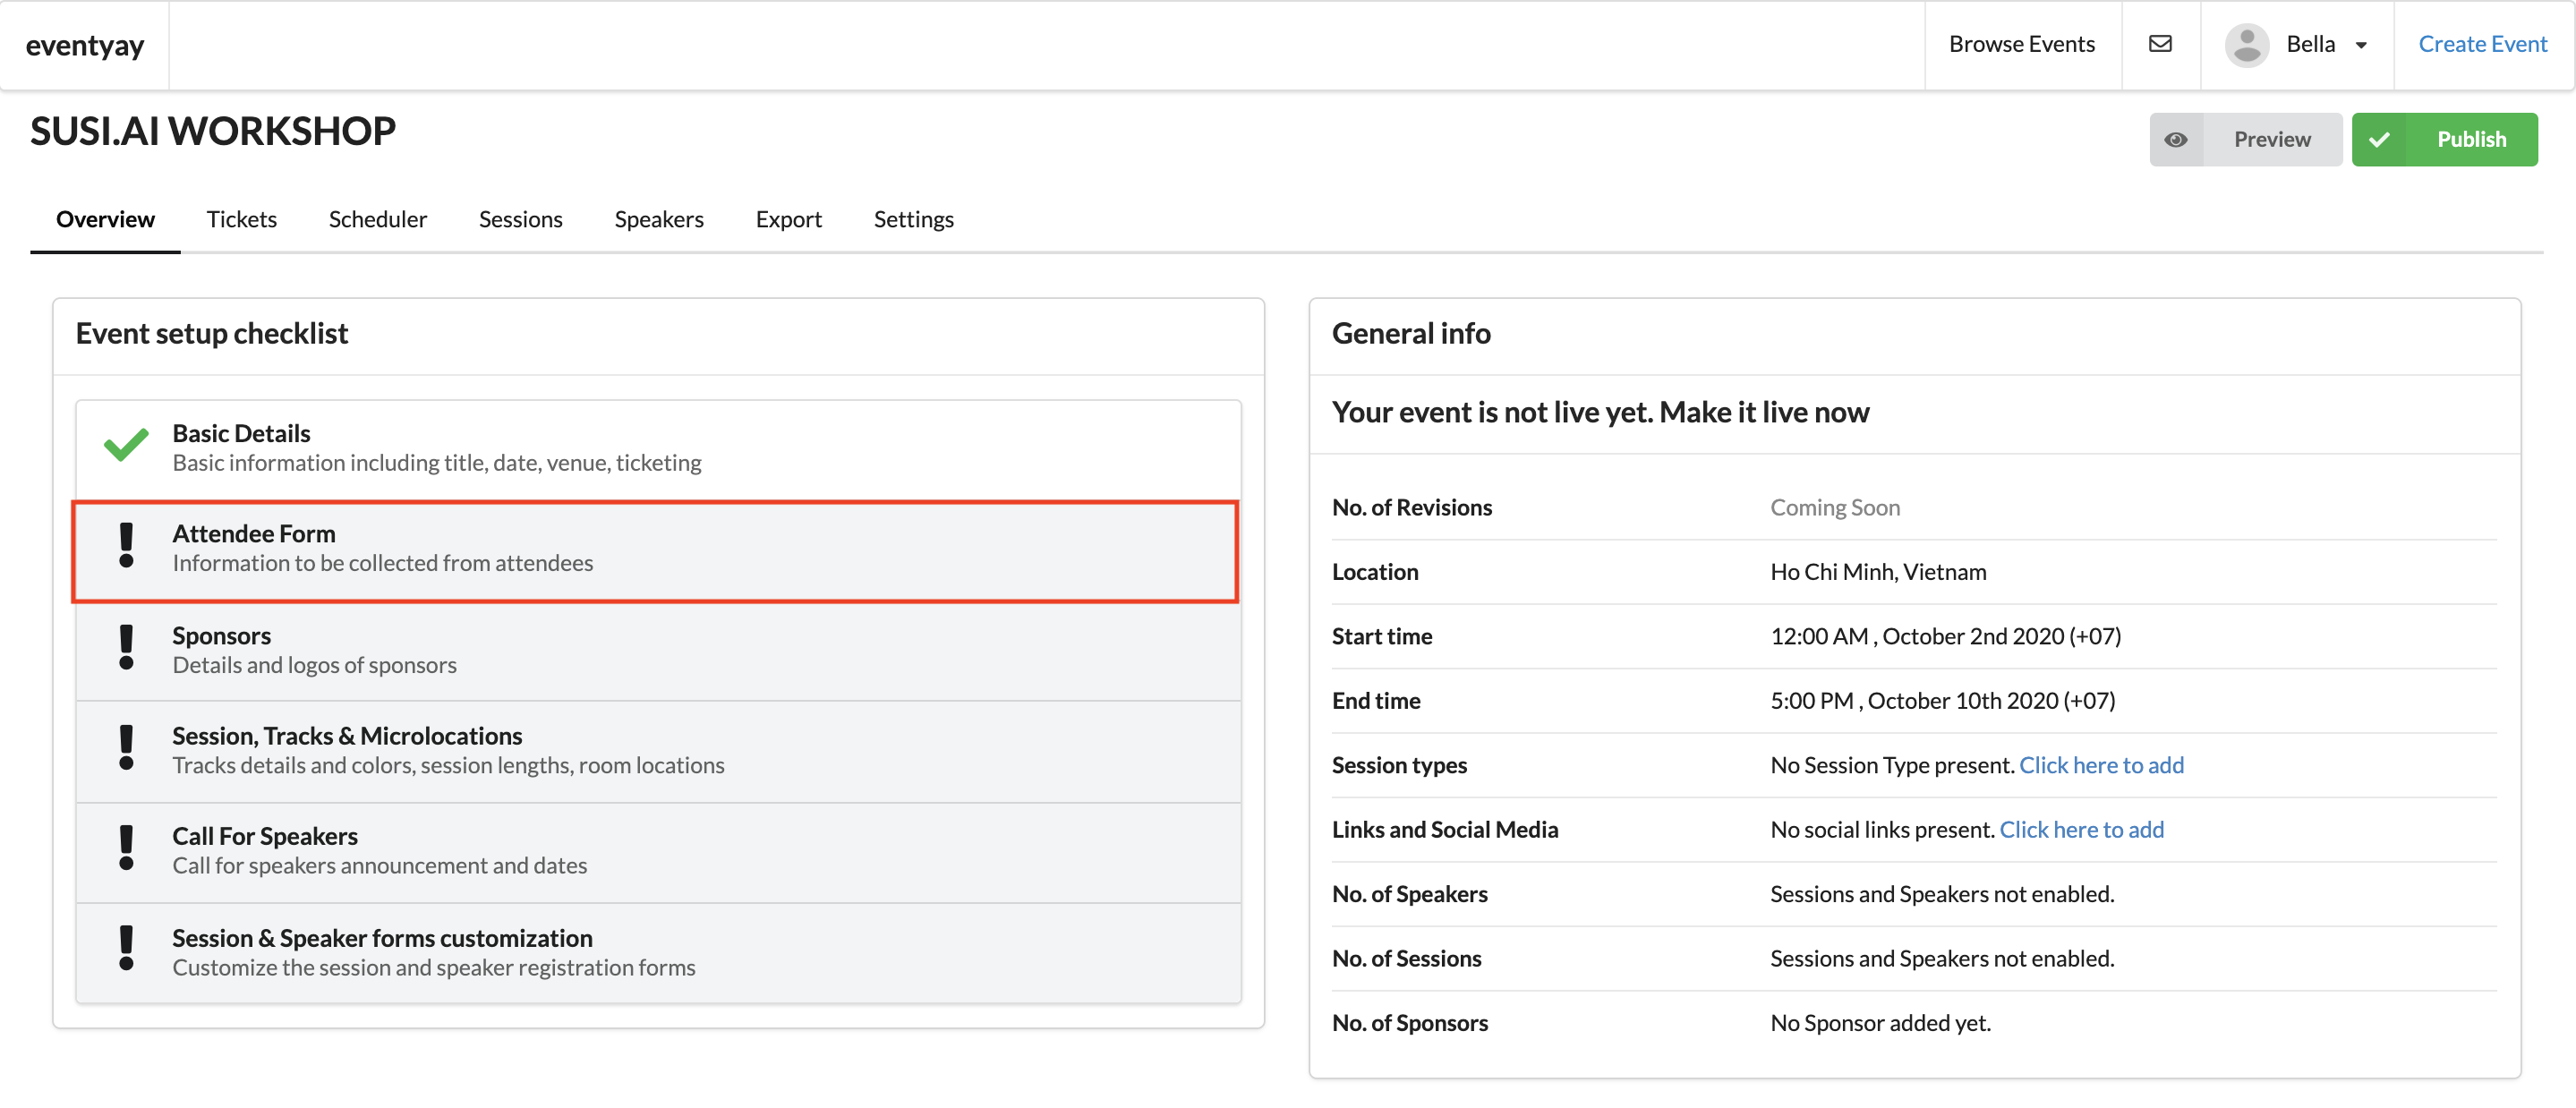 eventyay
Browse Events
Bella
Create Event
SUSI.AI WORKSHOP
Preview
Publish
Overview
Tickets
Scheduler
Sessions
Speakers
Export
Settings
Event setup checklist
Basic Details
Basic information including title, date, venue, ticketing
Attendee Form
Information to be collected from attendees
Sponsors
Details and logos of sponsors
Session, Tracks & Microlocations
Tracks details and colors, session lengths, room locations
Call For Speakers
Call for speakers announcement and dates
Session & Speaker forms customization
Customize the session and speaker registration forms
General info
Your event is not live yet. Make it live now
No. of Revisions Coming Soon
Location Ho Chi Minh, Vietnam
Start time 12:00 AM , October 2nd 2020 (+07)
End time 5:00 PM , October 10th 2020 (+07)
Session types No Session Type present. Click here to add
Links and Social Media No social links present. Click here to add
No. of Speakers Sessions and Speakers not enabled.
No. of Sessions Sessions and Speakers not enabled.
No. of Sponsors No Sponsor added yet.